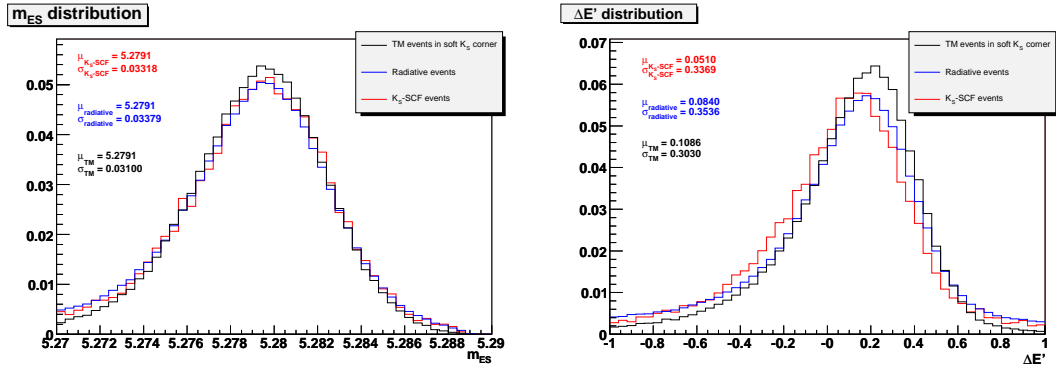 m_ES distribution
μ_K_S-SCF = 5.2791
σ_K_S-SCF = 0.03318
μ_radiative = 5.2791
σ_radiative = 0.03379
μ_TM = 5.2791
σ_TM = 0.03100
TM events in soft K_S corner
Radiative events
K_S-SCF events
0.05
0.04
0.03
0.02
0.01
0
5.27 5.272 5.274 5.276 5.278 5.28 5.282 5.284 5.286 5.288 5.29
m_ES
ΔE' distribution
μ_K_S-SCF = 0.0510
σ_K_S-SCF = 0.3369
μ_radiative = 0.0840
σ_radiative = 0.3536
μ_TM = 0.1086
σ_TM = 0.3030
TM events in soft K_S corner
Radiative events
K_S-SCF events
0.07
0.06
0.05
0.04
0.03
0.02
0.01
0
-1 -0.8 -0.6 -0.4 -0.2 -0 0.2 0.4 0.6 0.8 1
ΔE'